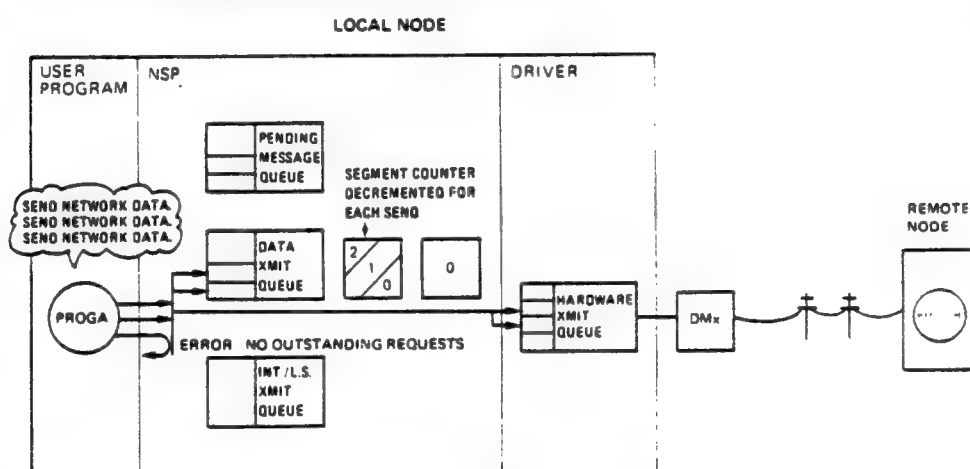 LOCAL NODE
USER
PROGRAM
NSP
DRIVER
PENDING
MESSAGE
QUEUE
SEGMENT COUNTER
DECREMENTED FOR
EACH SEND
SEND NETWORK DATA.
SEND NETWORK DATA.
SEND NETWORK DATA.
DATA
XMIT
QUEUE
2
1
0
0
REMOTE
NODE
PROGA
HARDWARE
XMIT
QUEUE
DMx
ERROR NO OUTSTANDING REQUESTS
INT/L.S.
XMIT
QUEUE